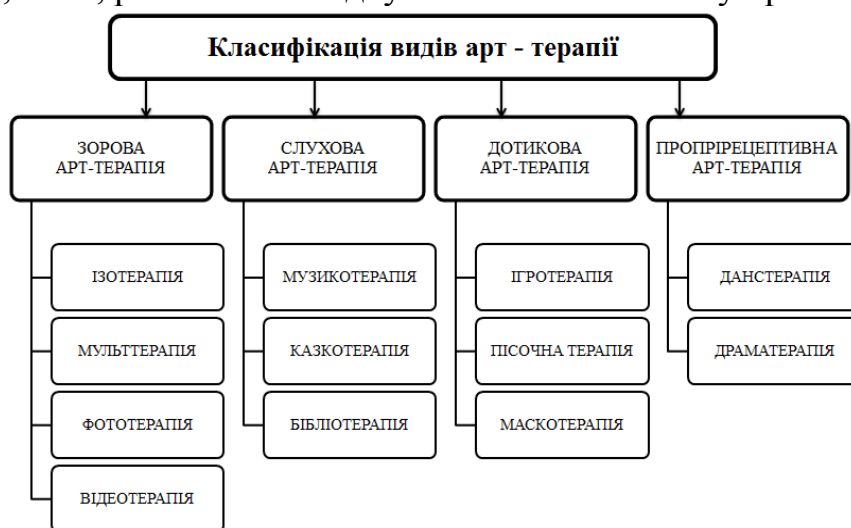 Класифікація видів арт - терапії
ЗОРОВА
АРТ-ТЕРАПІЯ
СЛУХОВА
АРТ-ТЕРАПІЯ
ДОТИКОВА
АРТ-ТЕРАПІЯ
ПРОПРІРЕЦЕПТИВНА
АРТ-ТЕРАПІЯ
ІЗОТЕРАПІЯ
МУЛЬТТЕРАПІЯ
ФОТОТЕРАПІЯ
ВІДЕОТЕРАПІЯ
МУЗИКОТЕРАПІЯ
КАЗКОТЕРАПІЯ
БІБЛІОТЕРАПІЯ
ІГРОТЕРАПІЯ
ПІСОЧНА ТЕРАПІЯ
МАСКОТЕРАПІЯ
ДАНСТЕРАПІЯ
ДРАМАТЕРАПІЯ